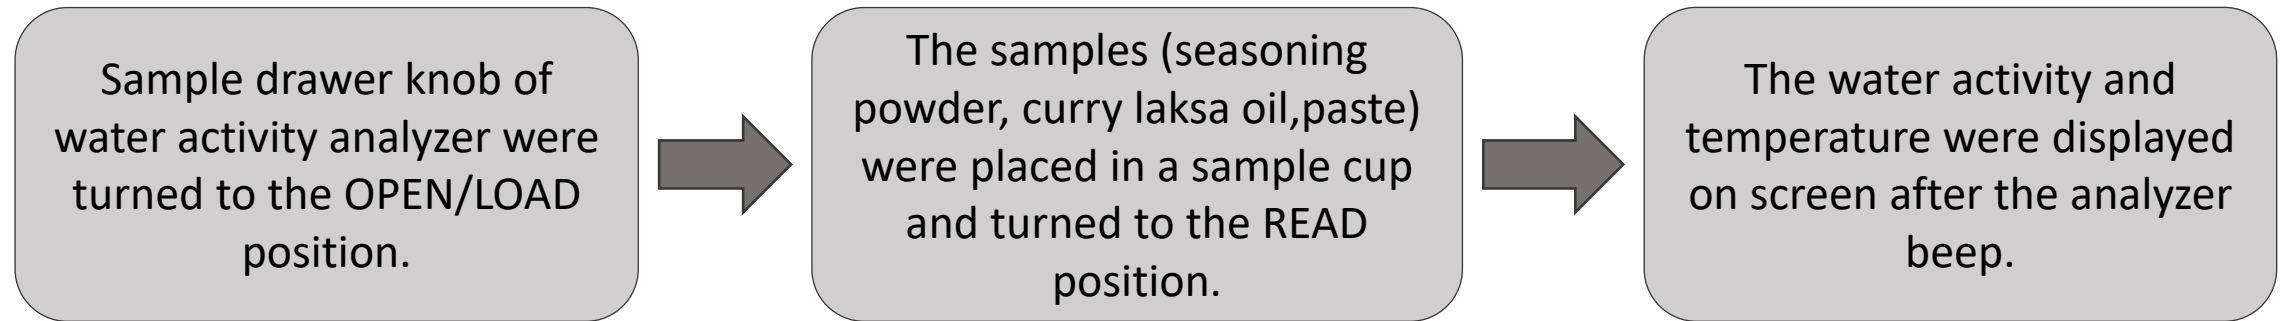 Sample drawer knob of
water activity analyzer were
turned to the OPEN/LOAD
position.
The samples (seasoning
powder, curry laksa oil,paste)
were placed in a sample cup
and turned to the READ
position.
The water activity and
temperature were displayed
on screen after the analyzer
beep.